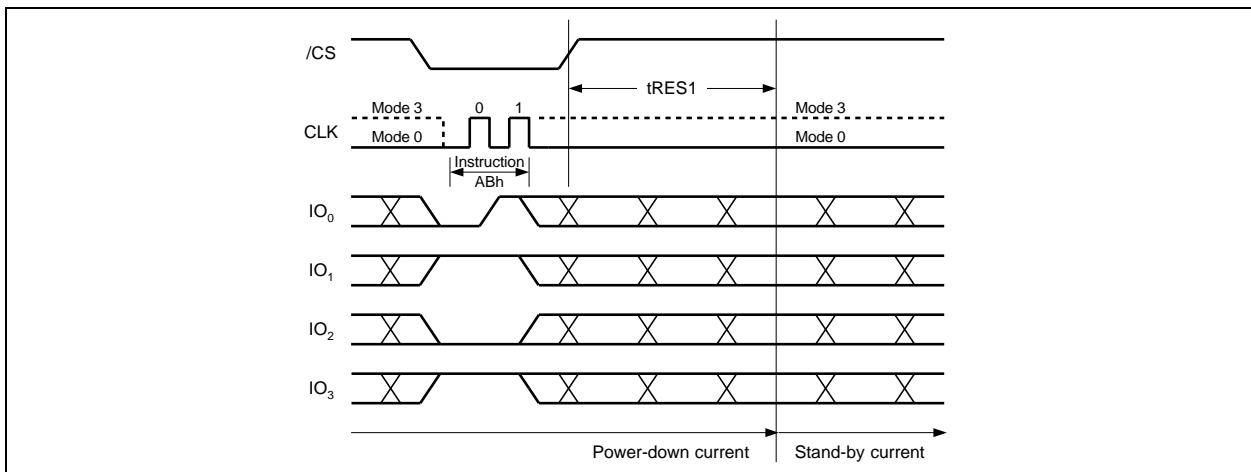 /CS
tRES1
Mode 3 0 1 Mode 3
CLK
Mode 0 Mode 0
Instruction
ABh
IO0
IO1
IO2
IO3
Power-down current Stand-by current